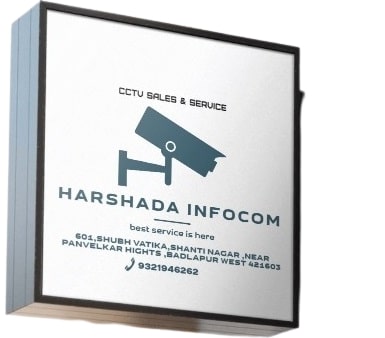 CCTV SALES & SERVICE
HARSHADA INFOCOM
best service is here
601,SHUBH VATIKA,SHANTI NAGAR ,NEAR
PANVELKAR HIGHTS ,BADLAPUR WEST 421603
9321946262